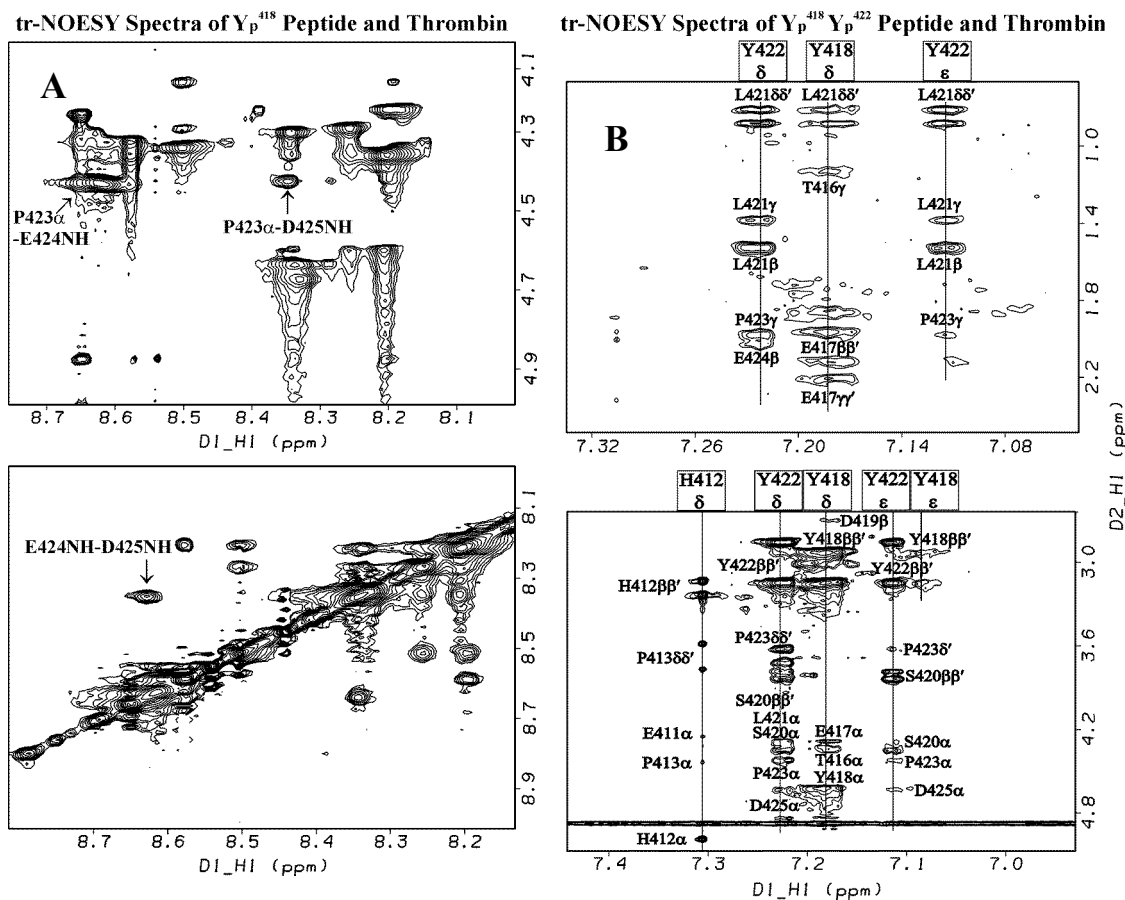 tr-NOESY Spectra of Yp418 Peptide and Thrombin
A
P423α
-E424NH
P423α-D425NH
4.1
4.3
4.5
4.7
4.9
8.7 8.6 8.5 8.4 8.3 8.2 8.1
D1_H1 (ppm)
E424NH-D425NH
8.1
8.3
8.5
8.7
8.9
8.7 8.6 8.5 8.4 8.3 8.2
D1_H1 (ppm)
tr-NOESY Spectra of Yp418 Yp422 Peptide and Thrombin
Y422 δ
Y418 δ
Y422 ε
B
L421δδ′ L421δδ′ L421δδ′
T416γ
L421γ L421γ
L421β L421β
P423γ P423γ
E424β E417ββ′
E417γγ′
1.0
1.4
1.8
2.2
7.32 7.26 7.20 7.14 7.08
D2_H1 (ppm)
H412 δ
Y422 δ
Y418 δ
Y422 ε
Y418 ε
D419β
Y418ββ′ Y418ββ′
Y422ββ′ Y422ββ′
H412ββ′
P423δδ′ P423δ′
P413δδ′
S420ββ′ S420ββ′
L421α
E411α S420α E417α S420α
P413α T416α P423α
P423α Y418α
D425α D425α
H412α
3.0
3.6
4.2
4.8
7.4 7.3 7.2 7.1 7.0
D1_H1 (ppm)